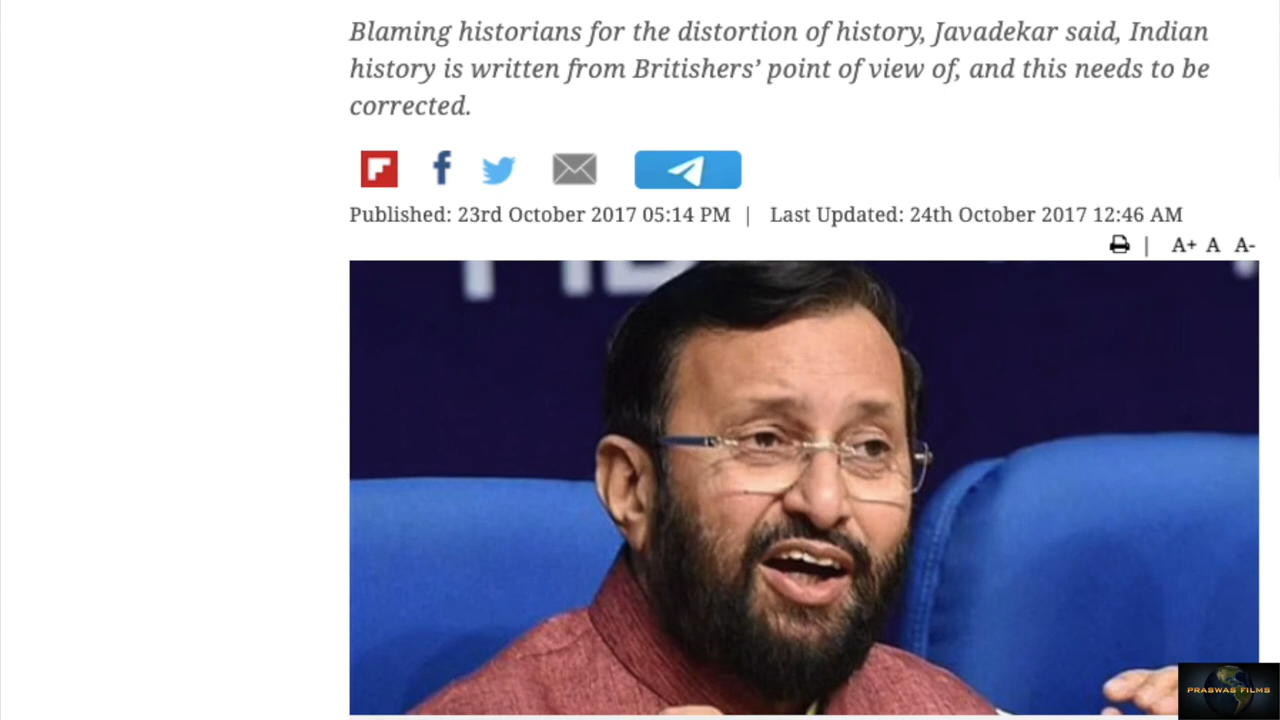 Blaming historians for the distortion of history, Javadekar said, Indian
history is written from Britishers’ point of view of, and this needs to be
corrected.
Published: 23rd October 2017 05:14 PM | Last Updated: 24th October 2017 12:46 AM
| A+ A A-
PRASWAS FILMS